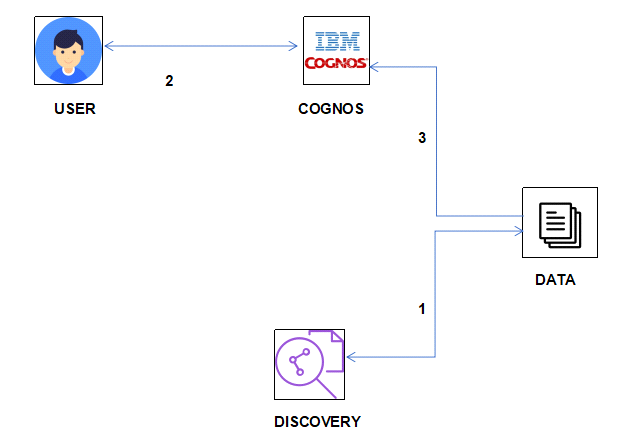 IBM
COGNOS
2
USER
COGNOS
3
DATA
1
DISCOVERY